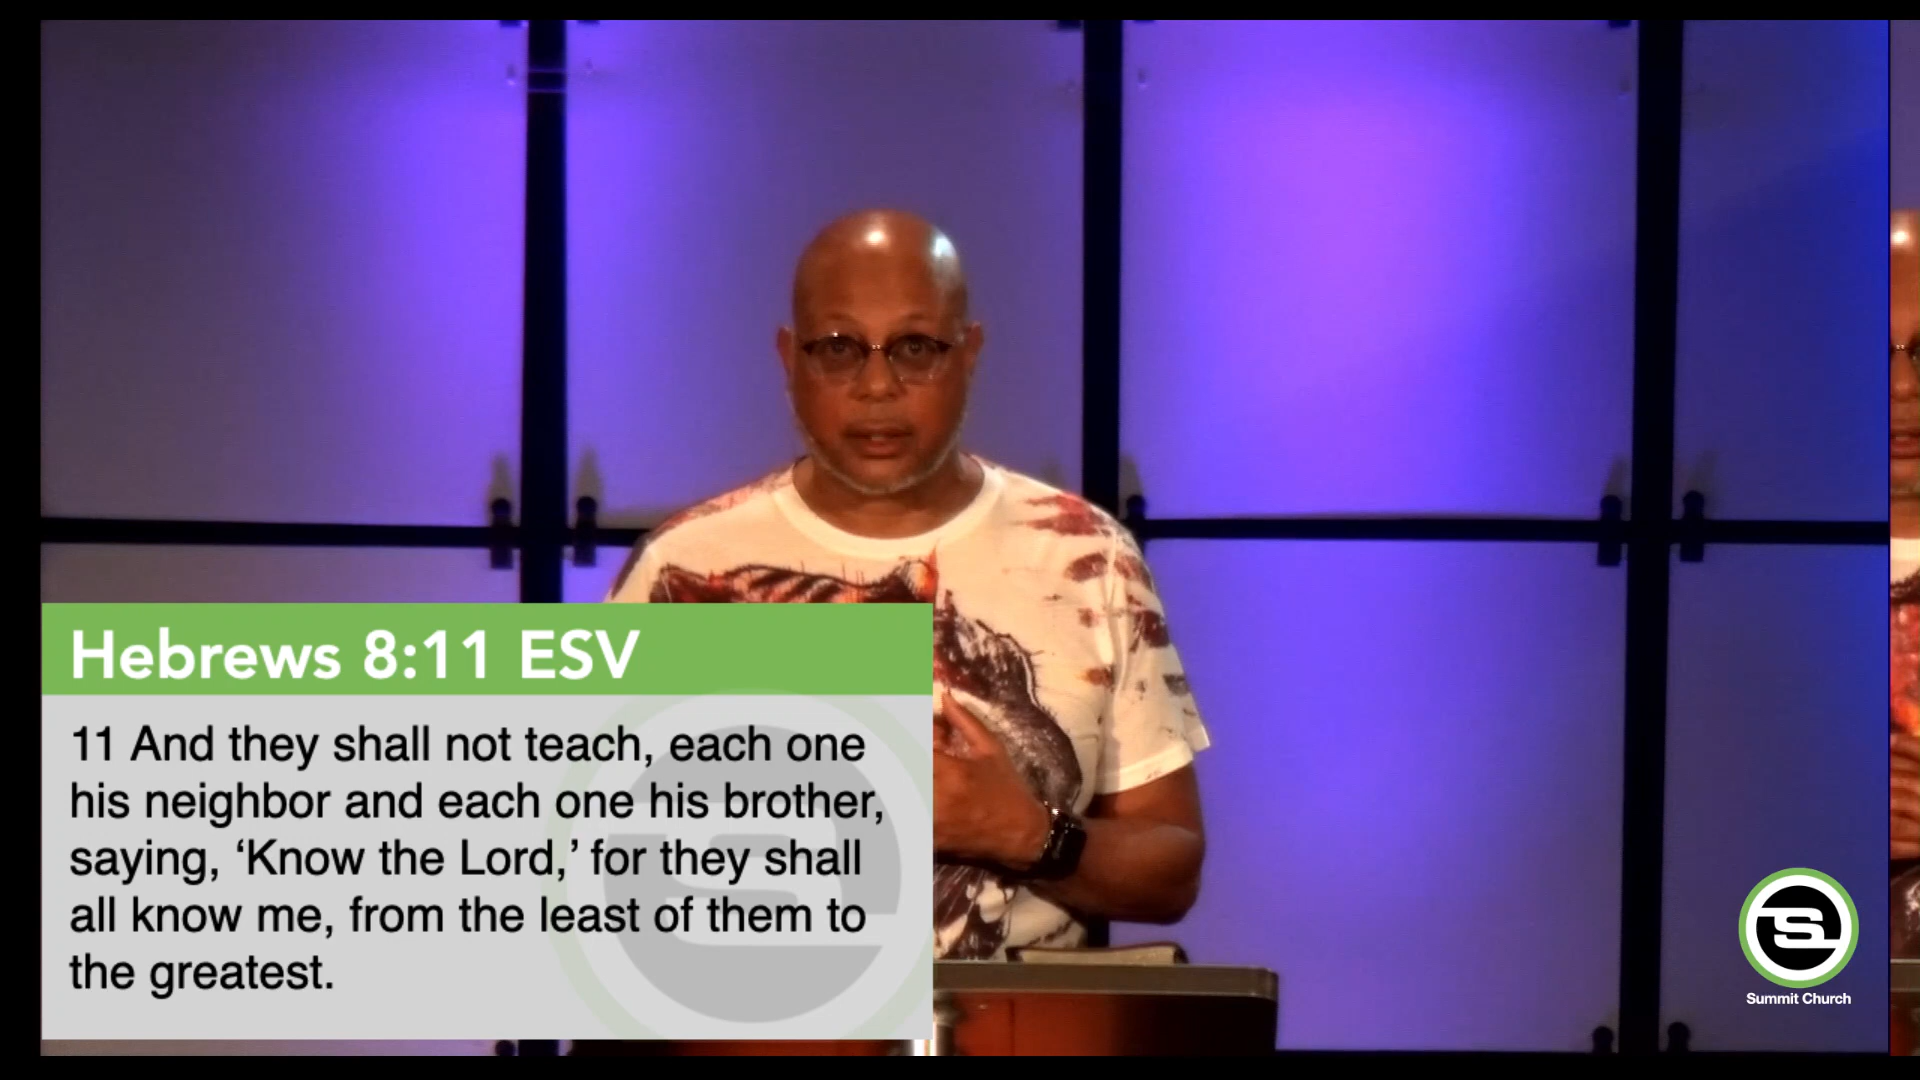 Hebrews 8:11 ESV
11 And they shall not teach, each one
his neighbor and each one his brother,
saying, ‘Know the Lord,’ for they shall
all know me, from the least of them to
the greatest.
S
Summit Church